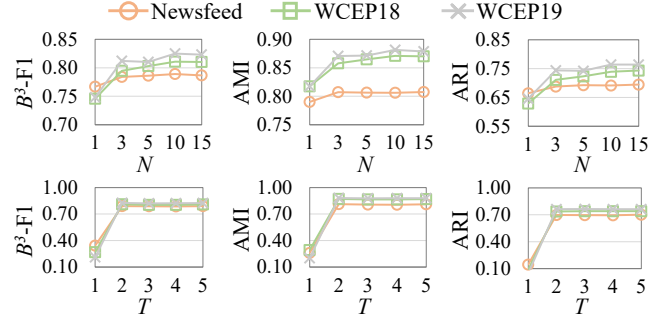 Newsfeed WCEP18 WCEP19
B³-F1 0.85 0.80 0.75 0.70 1 3 5 10 15 N
AMI 0.90 0.85 0.80 0.75 1 3 5 10 15 N
ARI 0.85 0.75 0.65 0.55 1 3 5 10 15 N
B³-F1 1.00 0.70 0.40 0.10 1 2 3 4 5 T
AMI 1.00 0.70 0.40 0.10 1 2 3 4 5 T
ARI 1.00 0.70 0.40 0.10 1 2 3 4 5 T